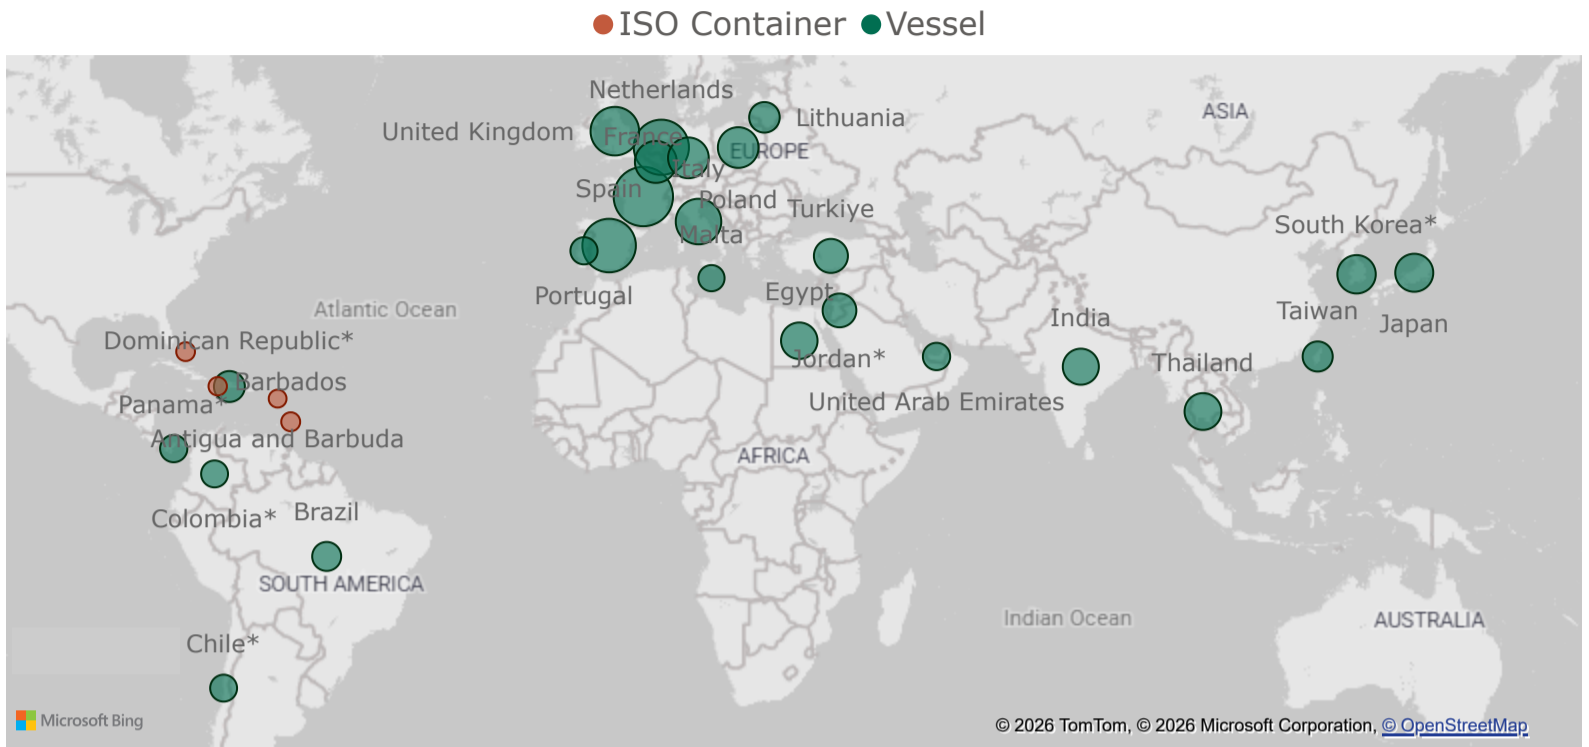 ISO Container Vessel
Netherlands
ASIA
Lithuania
United Kingdom
France
EUROPE
Italy
Spain
Poland
Turkiye
South Korea*
Malta
Portugal
Egypt
Atlantic Ocean
India
Taiwan
Japan
Dominican Republic*
Jordan*
Thailand
Barbados
United Arab Emirates
Panama*
Antigua and Barbuda
AFRICA
Colombia*
Brazil
SOUTH AMERICA
Indian Ocean
AUSTRALIA
Chile*
Microsoft Bing
© 2026 TomTom, © 2026 Microsoft Corporation, © OpenStreetMap